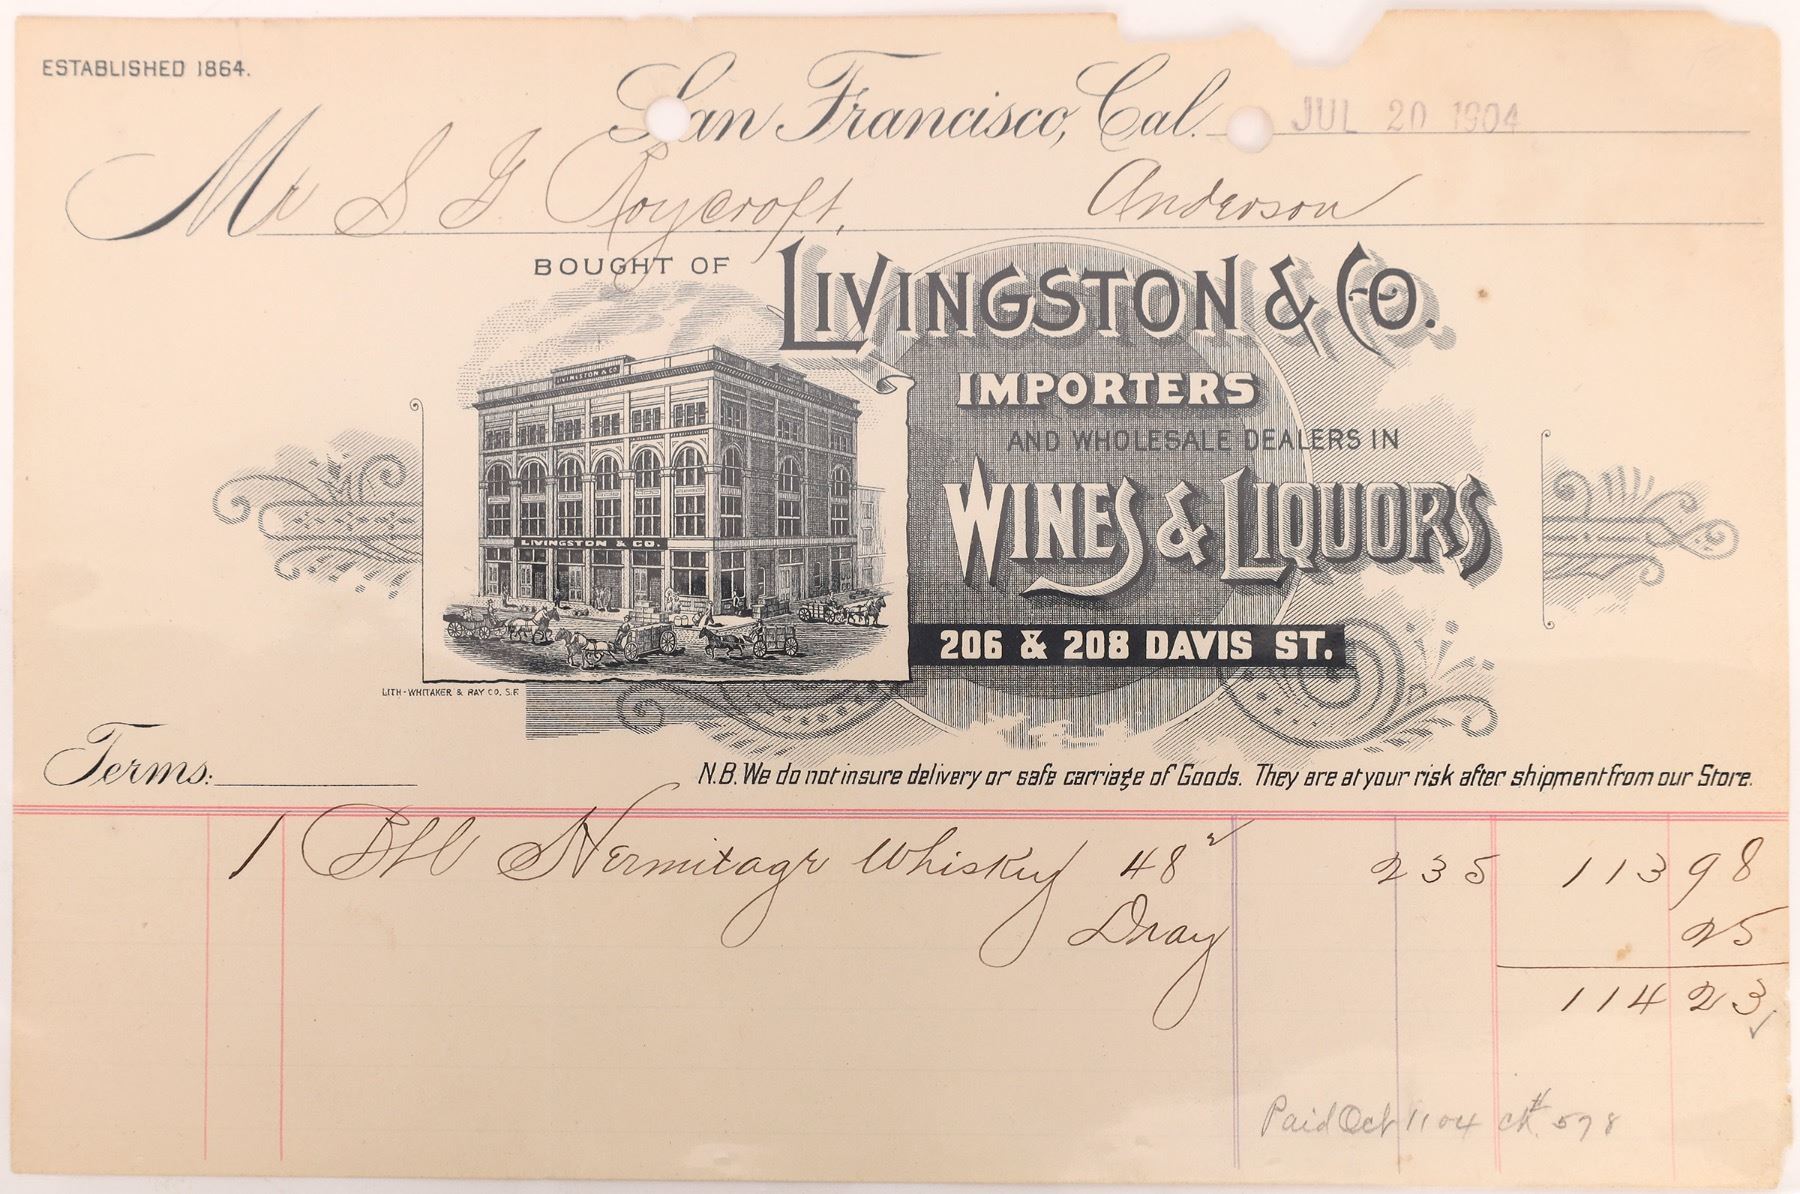 ESTABLISHED 1864.
San Francisco, Cal. JUL 20 1904
Mr S G Roycroft, Anderson
BOUGHT OF LIVINGSTON & CO.
IMPORTERS
AND WHOLESALE DEALERS IN
WINES & LIQUORS
206 & 208 DAVIS ST.
LIVINGSTON & CO
LIVINGSTON & CO.
LITH-WHITAKER & RAY CO. S.F.
Terms:
N.B. We do not insure delivery or safe carriage of Goods. They are at your risk after shipment from our Store.
1 Bbl Hermitage Whiskey 48 2 35 113 98
Dray 25
114 23
Paid Oct 11 04 ck # 578